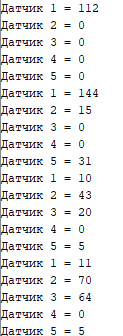 Датчик 1 = 112
Датчик 2 = 0
Датчик 3 = 0
Датчик 4 = 0
Датчик 5 = 0
Датчик 1 = 144
Датчик 2 = 15
Датчик 3 = 0
Датчик 4 = 0
Датчик 5 = 31
Датчик 1 = 10
Датчик 2 = 43
Датчик 3 = 20
Датчик 4 = 0
Датчик 5 = 5
Датчик 1 = 11
Датчик 2 = 70
Датчик 3 = 64
Датчик 4 = 0
Датчик 5 = 5